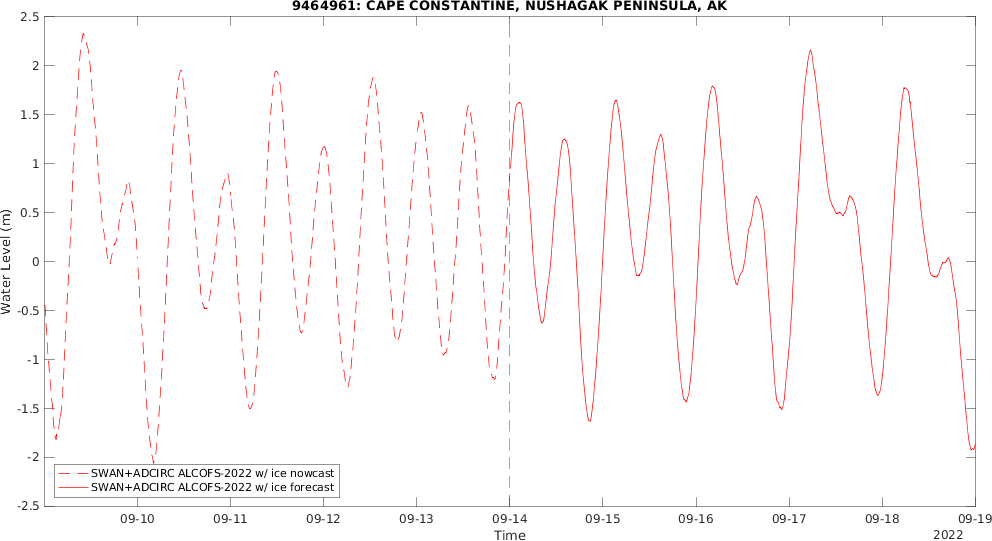 9464961: CAPE CONSTANTINE, NUSHAGAK PENINSULA, AK
Water Level (m)
2.5
2
1.5
1
0.5
0
-0.5
-1
-1.5
-2
-2.5
SWAN+ADCIRC ALCOFS-2022 w/ ice nowcast
SWAN+ADCIRC ALCOFS-2022 w/ ice forecast
09-10 09-11 09-12 09-13 09-14 09-15 09-16 09-17 09-18 09-19
Time
2022